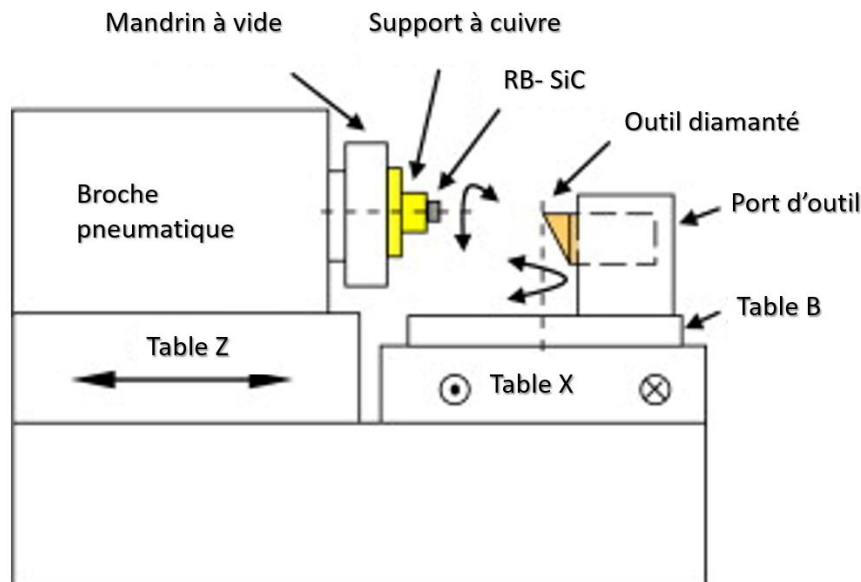 Mandrin à vide
Support à cuivre
RB- SiC
Outil diamanté
Port d'outil
Broche
pneumatique
Table B
Table Z
Table X